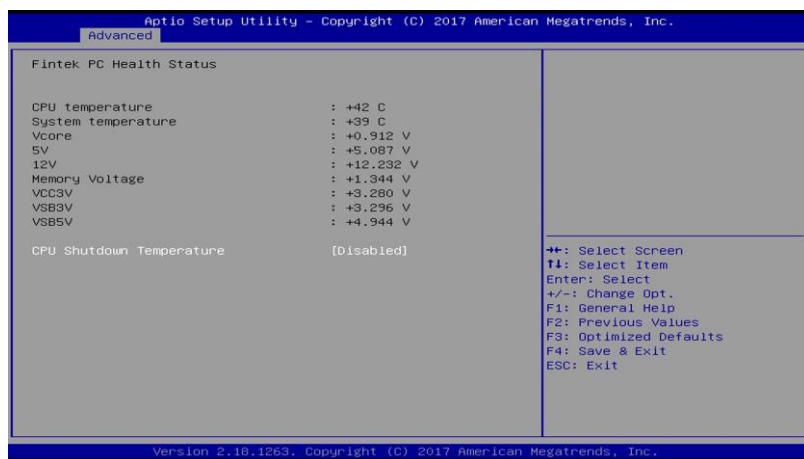 Aptio Setup Utility – Copyright (C) 2017 American Megatrends, Inc.
Advanced
Fintek PC Health Status
CPU temperature : +42 C
System temperature : +39 C
Vcore : +0.912 V
5V : +5.087 V
12V : +12.232 V
Memory Voltage : +1.344 V
VCC3V : +3.280 V
VSB3V : +3.296 V
VSB5V : +4.944 V
CPU Shutdown Temperature [Disabled]
→←: Select Screen
↑↓: Select Item
Enter: Select
+/-: Change Opt.
F1: General Help
F2: Previous Values
F3: Optimized Defaults
F4: Save & Exit
ESC: Exit
Version 2.18.1263. Copyright (C) 2017 American Megatrends, Inc.